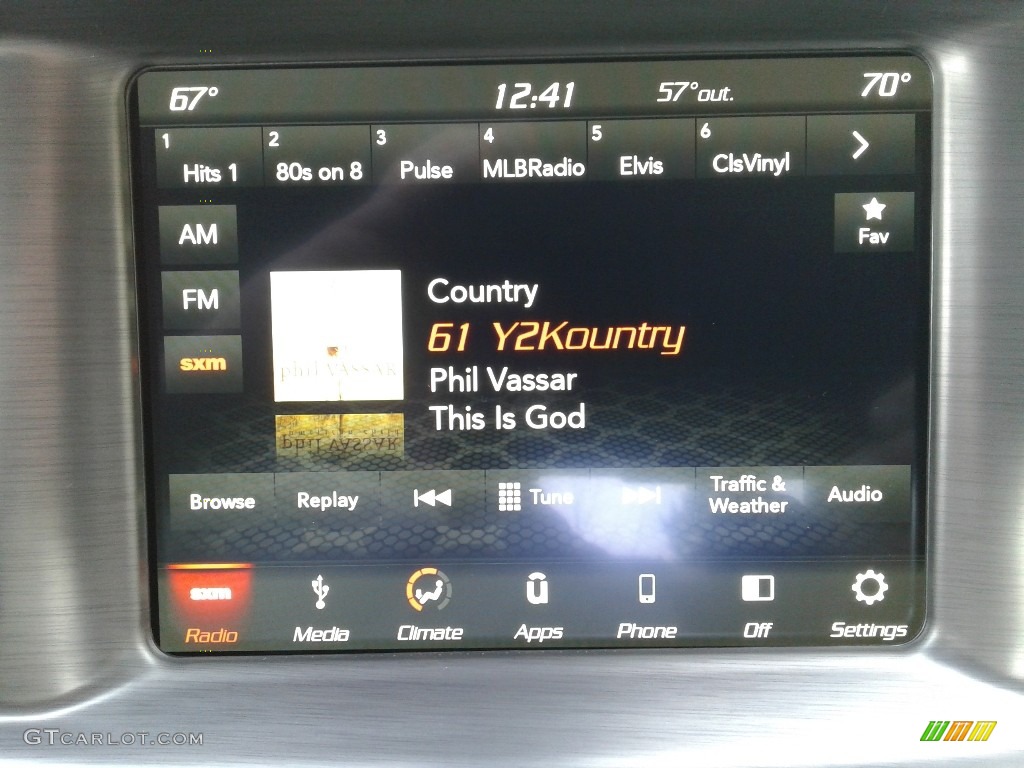 67° 12:41 57°out. 70°
1 Hits 1 2 80s on 8 3 Pulse 4 MLBRadio 5 Elvis 6 ClsVinyl
AM
Fav
FM
Country
61 Y2Kountry
sxm
phil VASSAR
Phil Vassar
This Is God
phil VASSAR
Browse Replay Tune Traffic & Weather Audio
sxm
Radio Media Climate Apps Phone Off Settings
GTCARLOT.COM